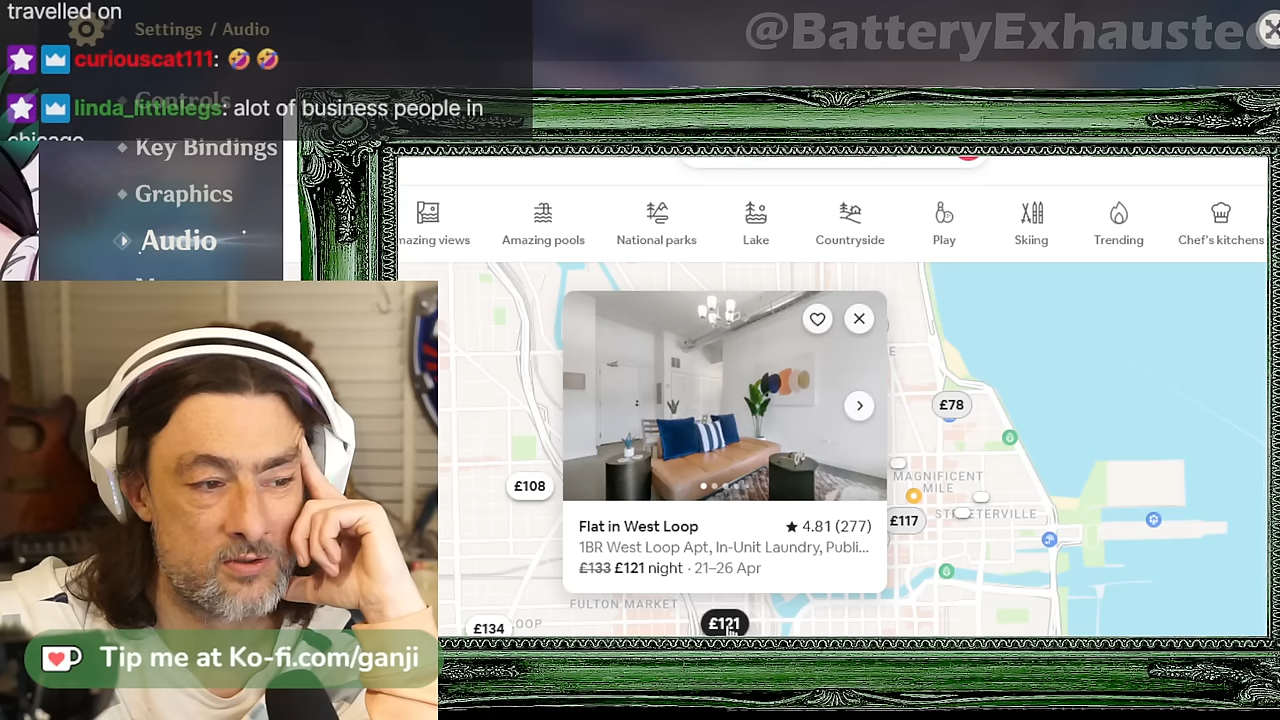 travelled on
Settings / Audio
@BatteryExhausted
curiouscat111: 🤣 🤣
Controls
linda_littlelegs: alot of business people in
chicago
Key Bindings
Graphics
Audio
mazing views
Amazing pools
National parks
Lake
Countryside
Play
Skiing
Trending
Chef's kitchens
£78
£108
MAGNIFICENT
MILE
£117
STREETERVILLE
Flat in West Loop
★ 4.81 (277)
1BR West Loop Apt, In-Unit Laundry, Publi...
£133 £121 night · 21–26 Apr
FULTON MARKET
£134
OOP
£121
Tip me at Ko-fi.com/ganji